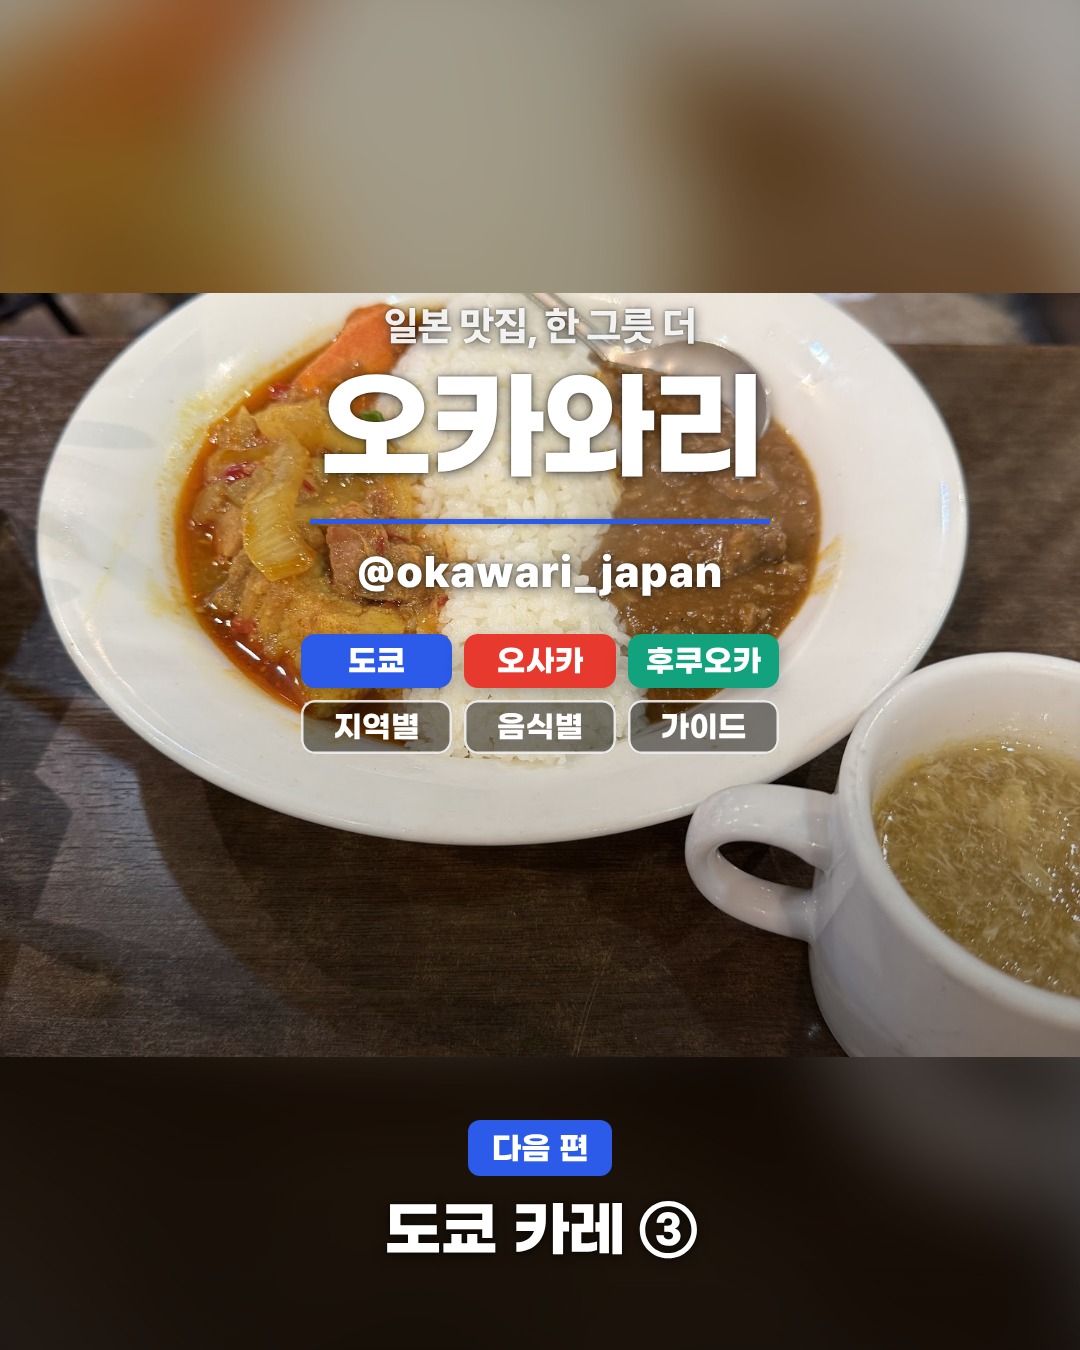 일본 맛집, 한 그릇 더
오카와리
@okawari_japan
도쿄 오사카 후쿠오카
지역별 음식별 가이드
다음 편
도쿄 카레 ③